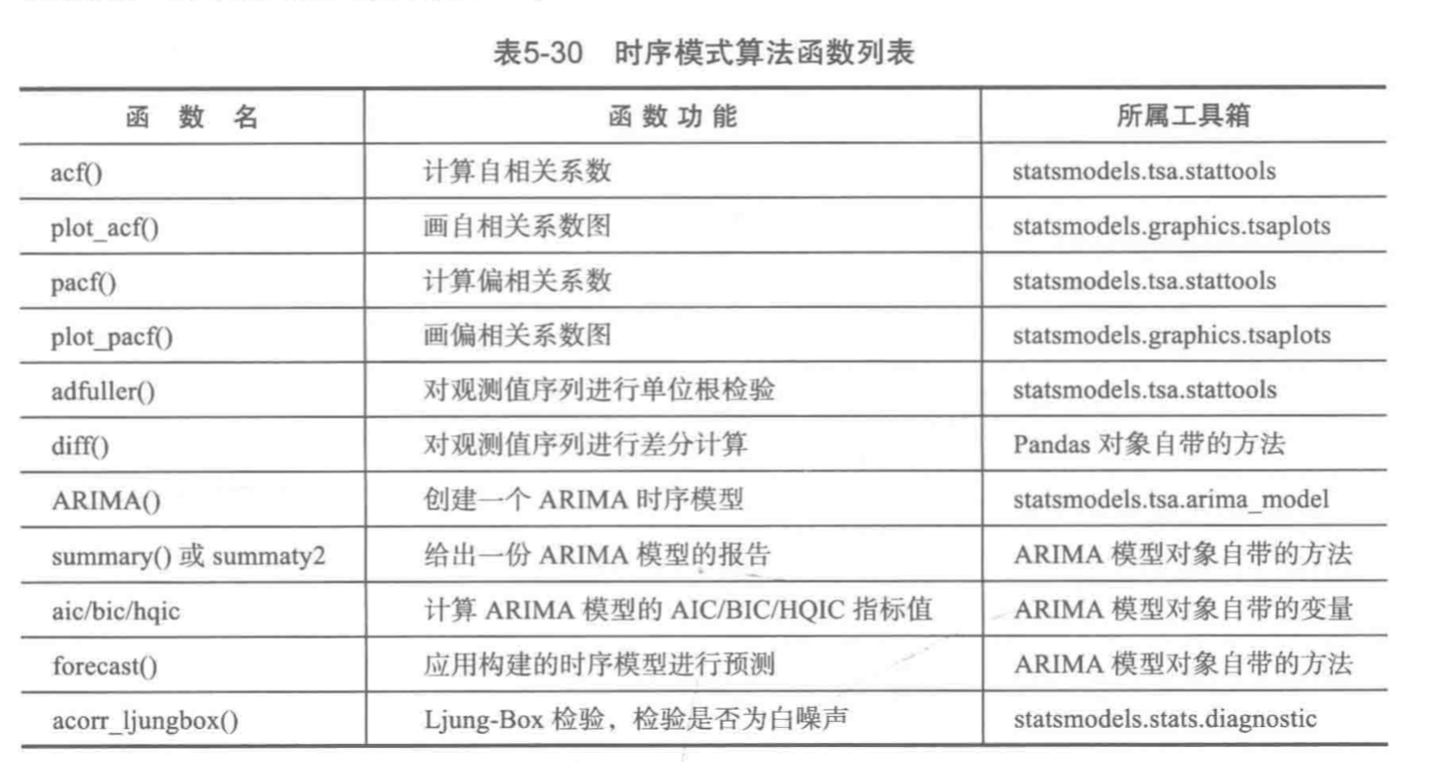 表5-30 时序模式算法函数列表
函 数 名 函 数 功 能 所属工具箱
acf() 计算自相关系数 statsmodels.tsa.stattools
plot_acf() 画自相关系数图 statsmodels.graphics.tsaplots
pacf() 计算偏相关系数 statsmodels.tsa.stattools
plot_pacf() 画偏相关系数图 statsmodels.graphics.tsaplots
adfuller() 对观测值序列进行单位根检验 statsmodels.tsa.stattools
diff() 对观测值序列进行差分计算 Pandas 对象自带的方法
ARIMA() 创建一个 ARIMA 时序模型 statsmodels.tsa.arima_model
summary() 或 summaty2 给出一份 ARIMA 模型的报告 ARIMA 模型对象自带的方法
aic/bic/hqic 计算 ARIMA 模型的 AIC/BIC/HQIC 指标值 ARIMA 模型对象自带的变量
forecast() 应用构建的时序模型进行预测 ARIMA 模型对象自带的方法
acorr_ljungbox() Ljung-Box 检验，检验是否为白噪声 statsmodels.stats.diagnostic